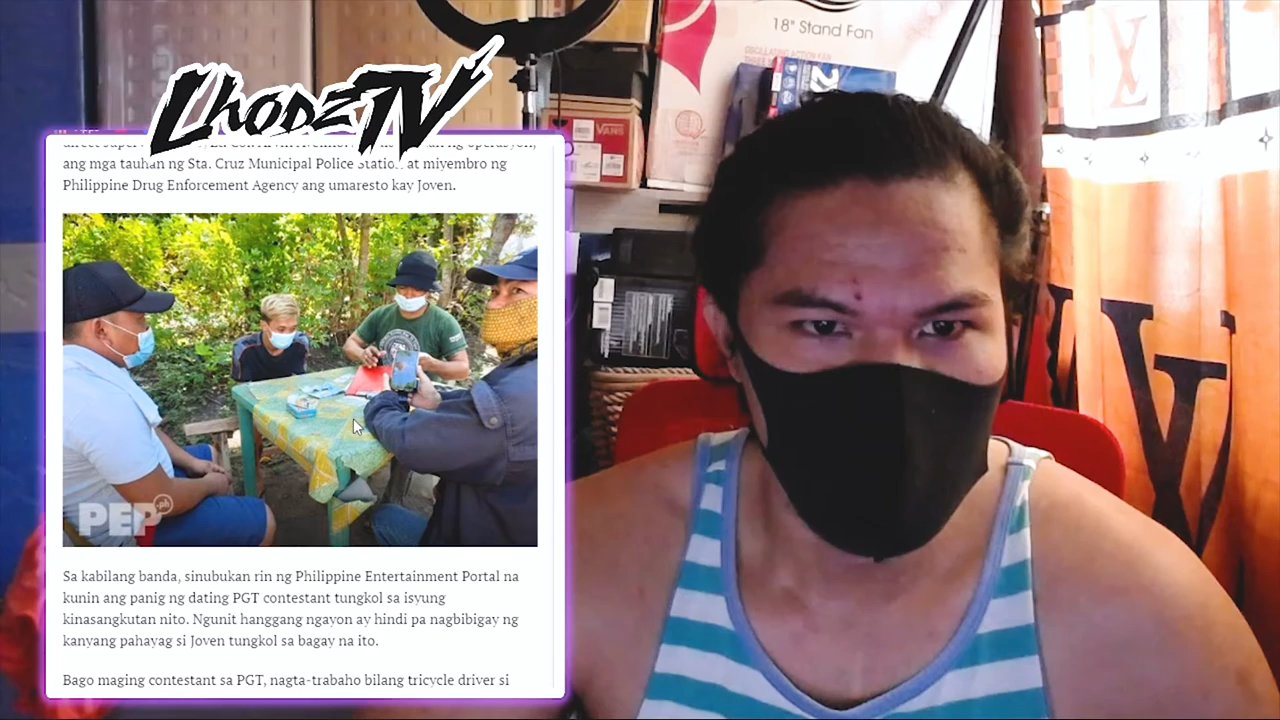 LhodzTV
ang mga tauhan ng Sta. Cruz Municipal Police Station at miyembro ng
Philippine Drug Enforcement Agency ang umaresto kay Joven.
PEP.ph
Sa kabilang banda, sinubukan rin ng Philippine Entertainment Portal na
kunin ang panig ng dating PGT contestant tungkol sa isyung
kinasangkutan nito. Ngunit hanggang ngayon ay hindi pa nagbibigay ng
kanyang pahayag si Joven tungkol sa bagay na ito.
Bago maging contestant sa PGT, nagta-trabaho bilang tricycle driver si
18" Stand Fan
VANS
LV